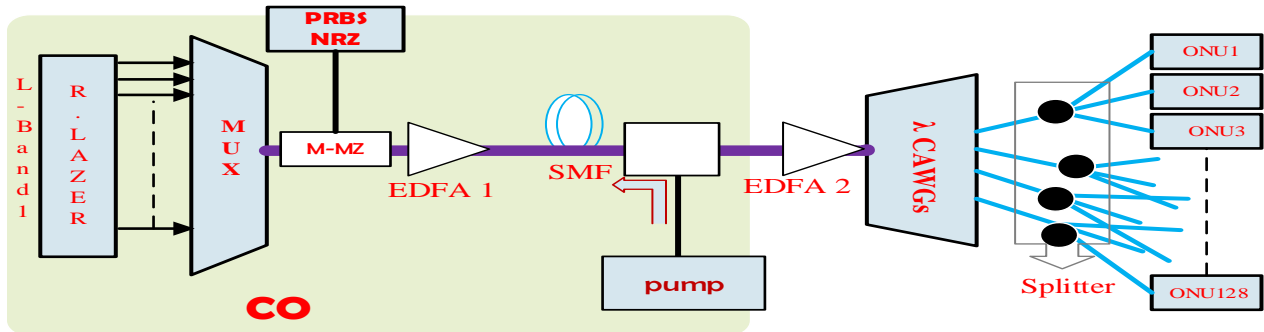 L-Band1
R.LAZER
MUX
PRBS
NRZ
M-MZ
EDFA 1
SMF
pump
CO
EDFA 2
λ CAWGs
Splitter
ONU1
ONU2
ONU3
ONU128